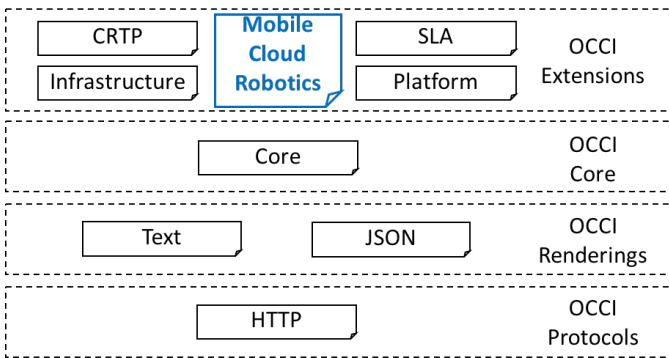 CRTP
Infrastructure
Mobile
Cloud
Robotics
SLA
Platform
OCCI
Extensions
Core
OCCI
Core
Text
JSON
OCCI
Renderings
HTTP
OCCI
Protocols